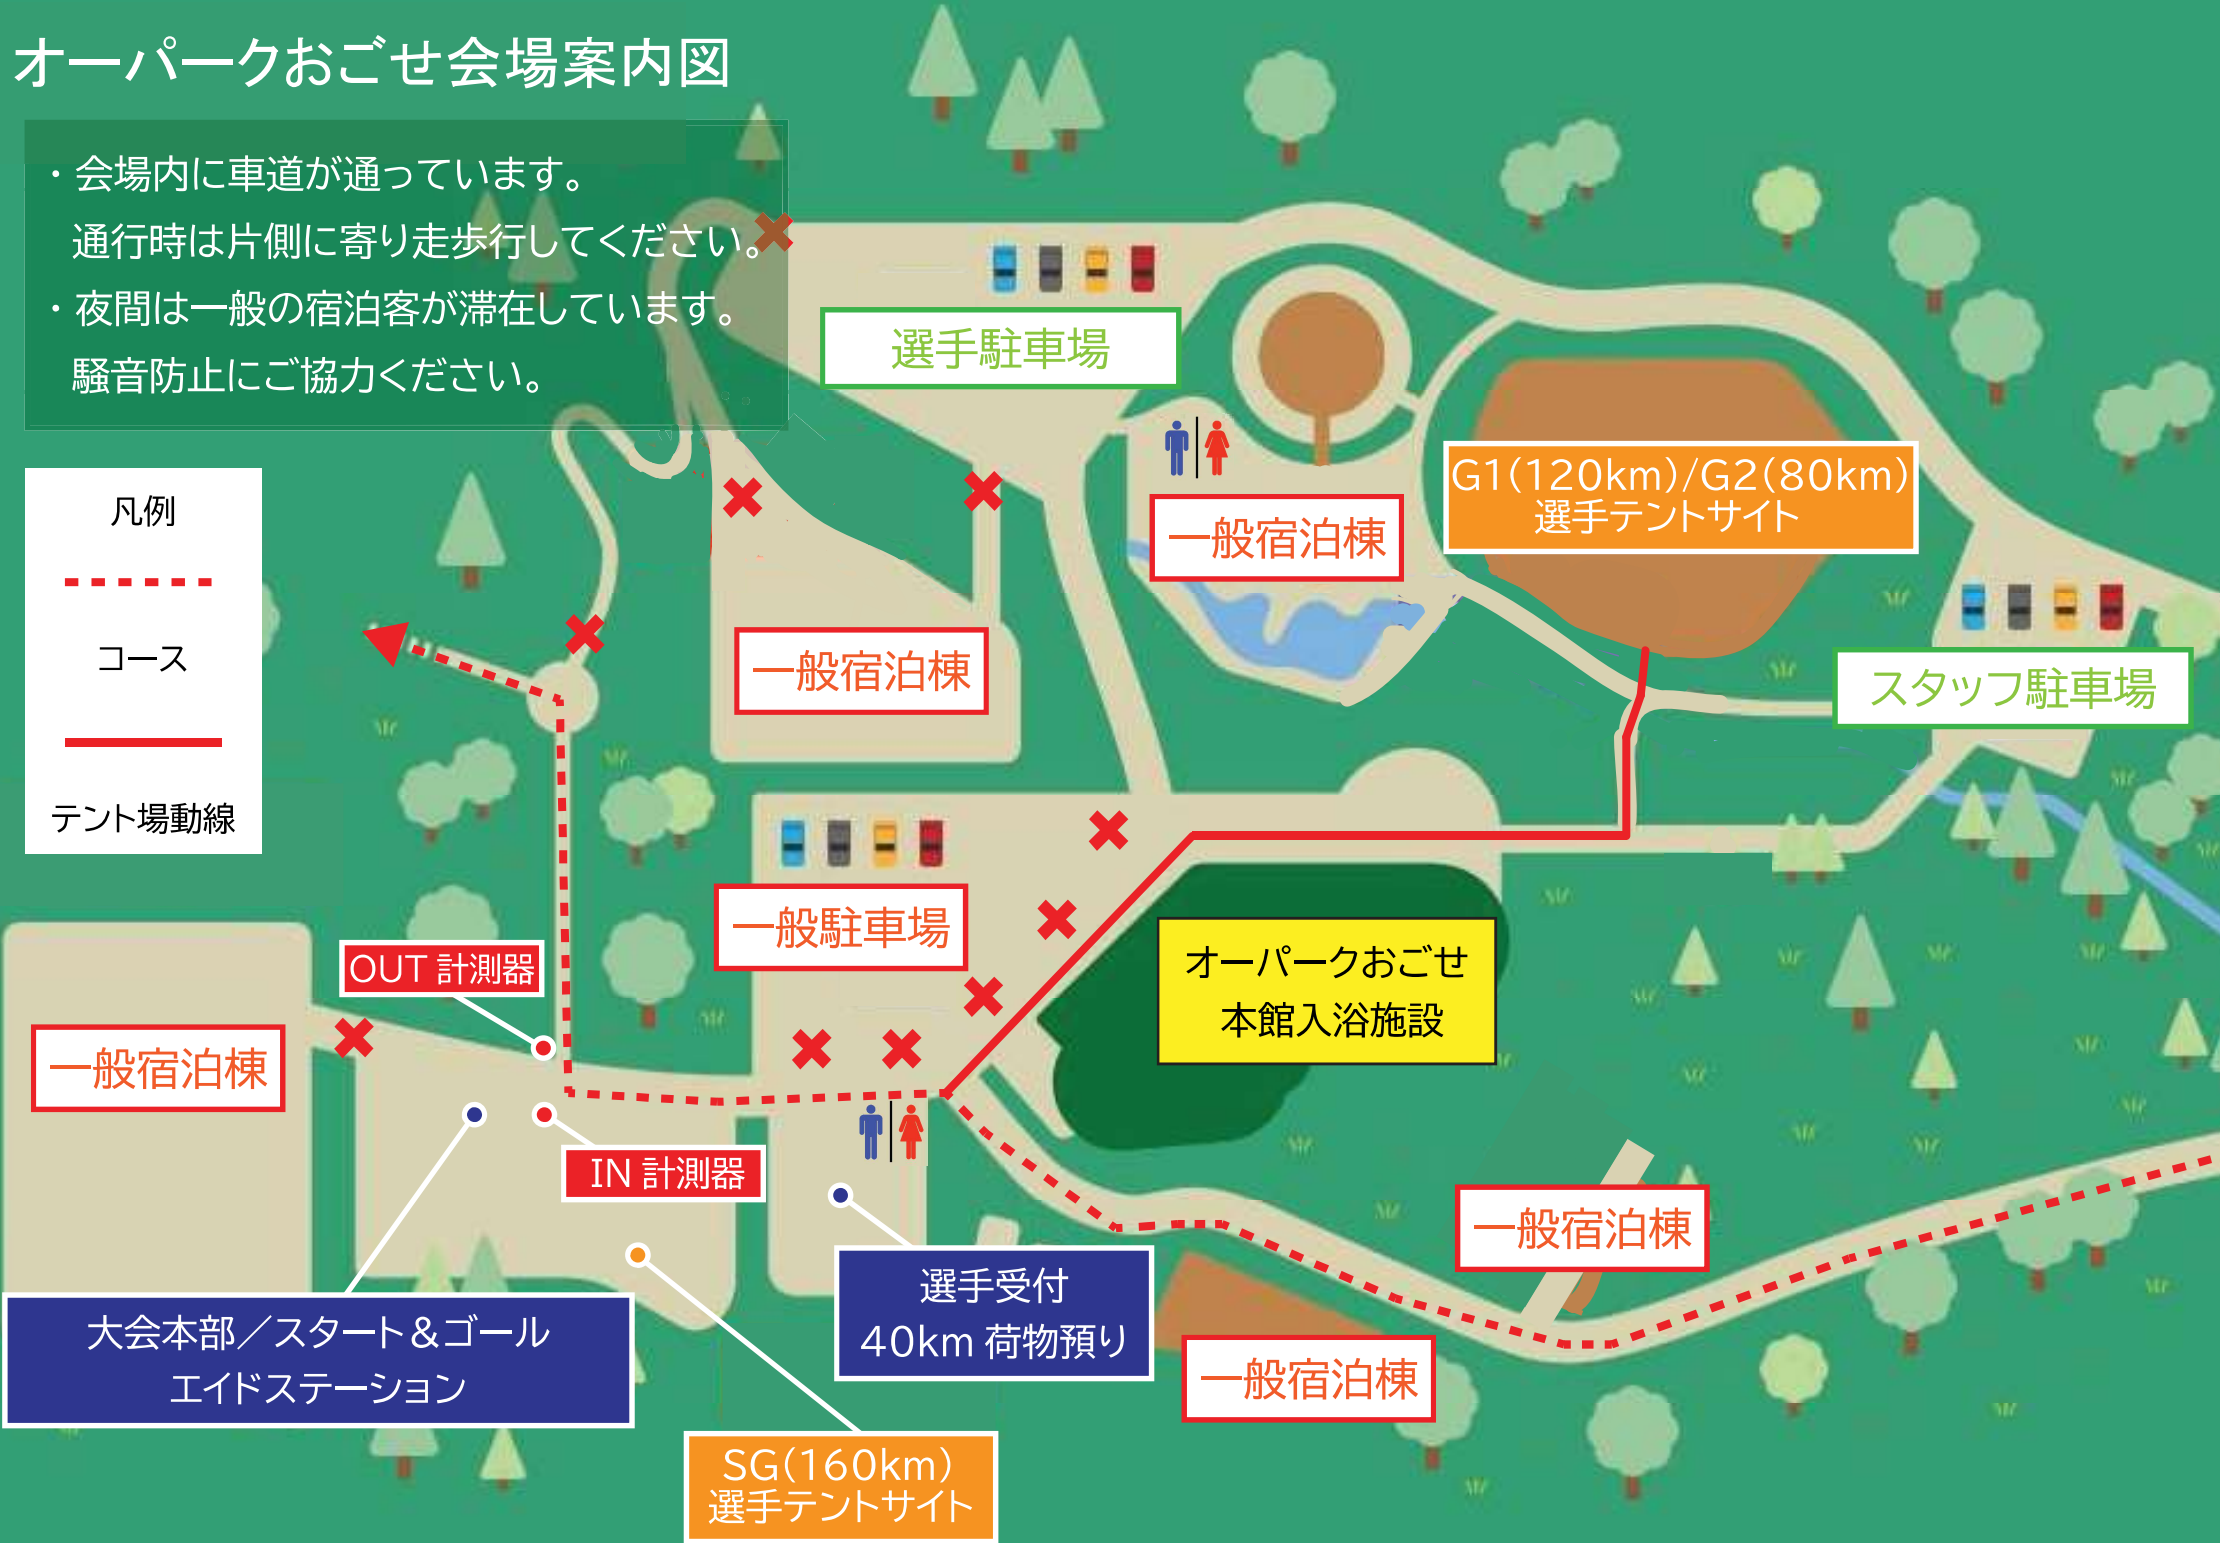 オーパークおごせ会場案内図
・会場内に車道が通っています。
通行時は片側に寄り走歩行してください。
・夜間は一般の宿泊客が滞在しています。
騒音防止にご協力ください。
選手駐車場
凡例
コース
テント場動線
一般宿泊棟
G1(120km)/G2(80km)
選手テントサイト
一般宿泊棟
スタッフ駐車場
一般駐車場
オーパークおごせ
本館入浴施設
OUT 計測器
一般宿泊棟
IN 計測器
一般宿泊棟
選手受付
40km 荷物預り
大会本部／スタート＆ゴール
エイドステーション
一般宿泊棟
SG(160km)
選手テントサイト